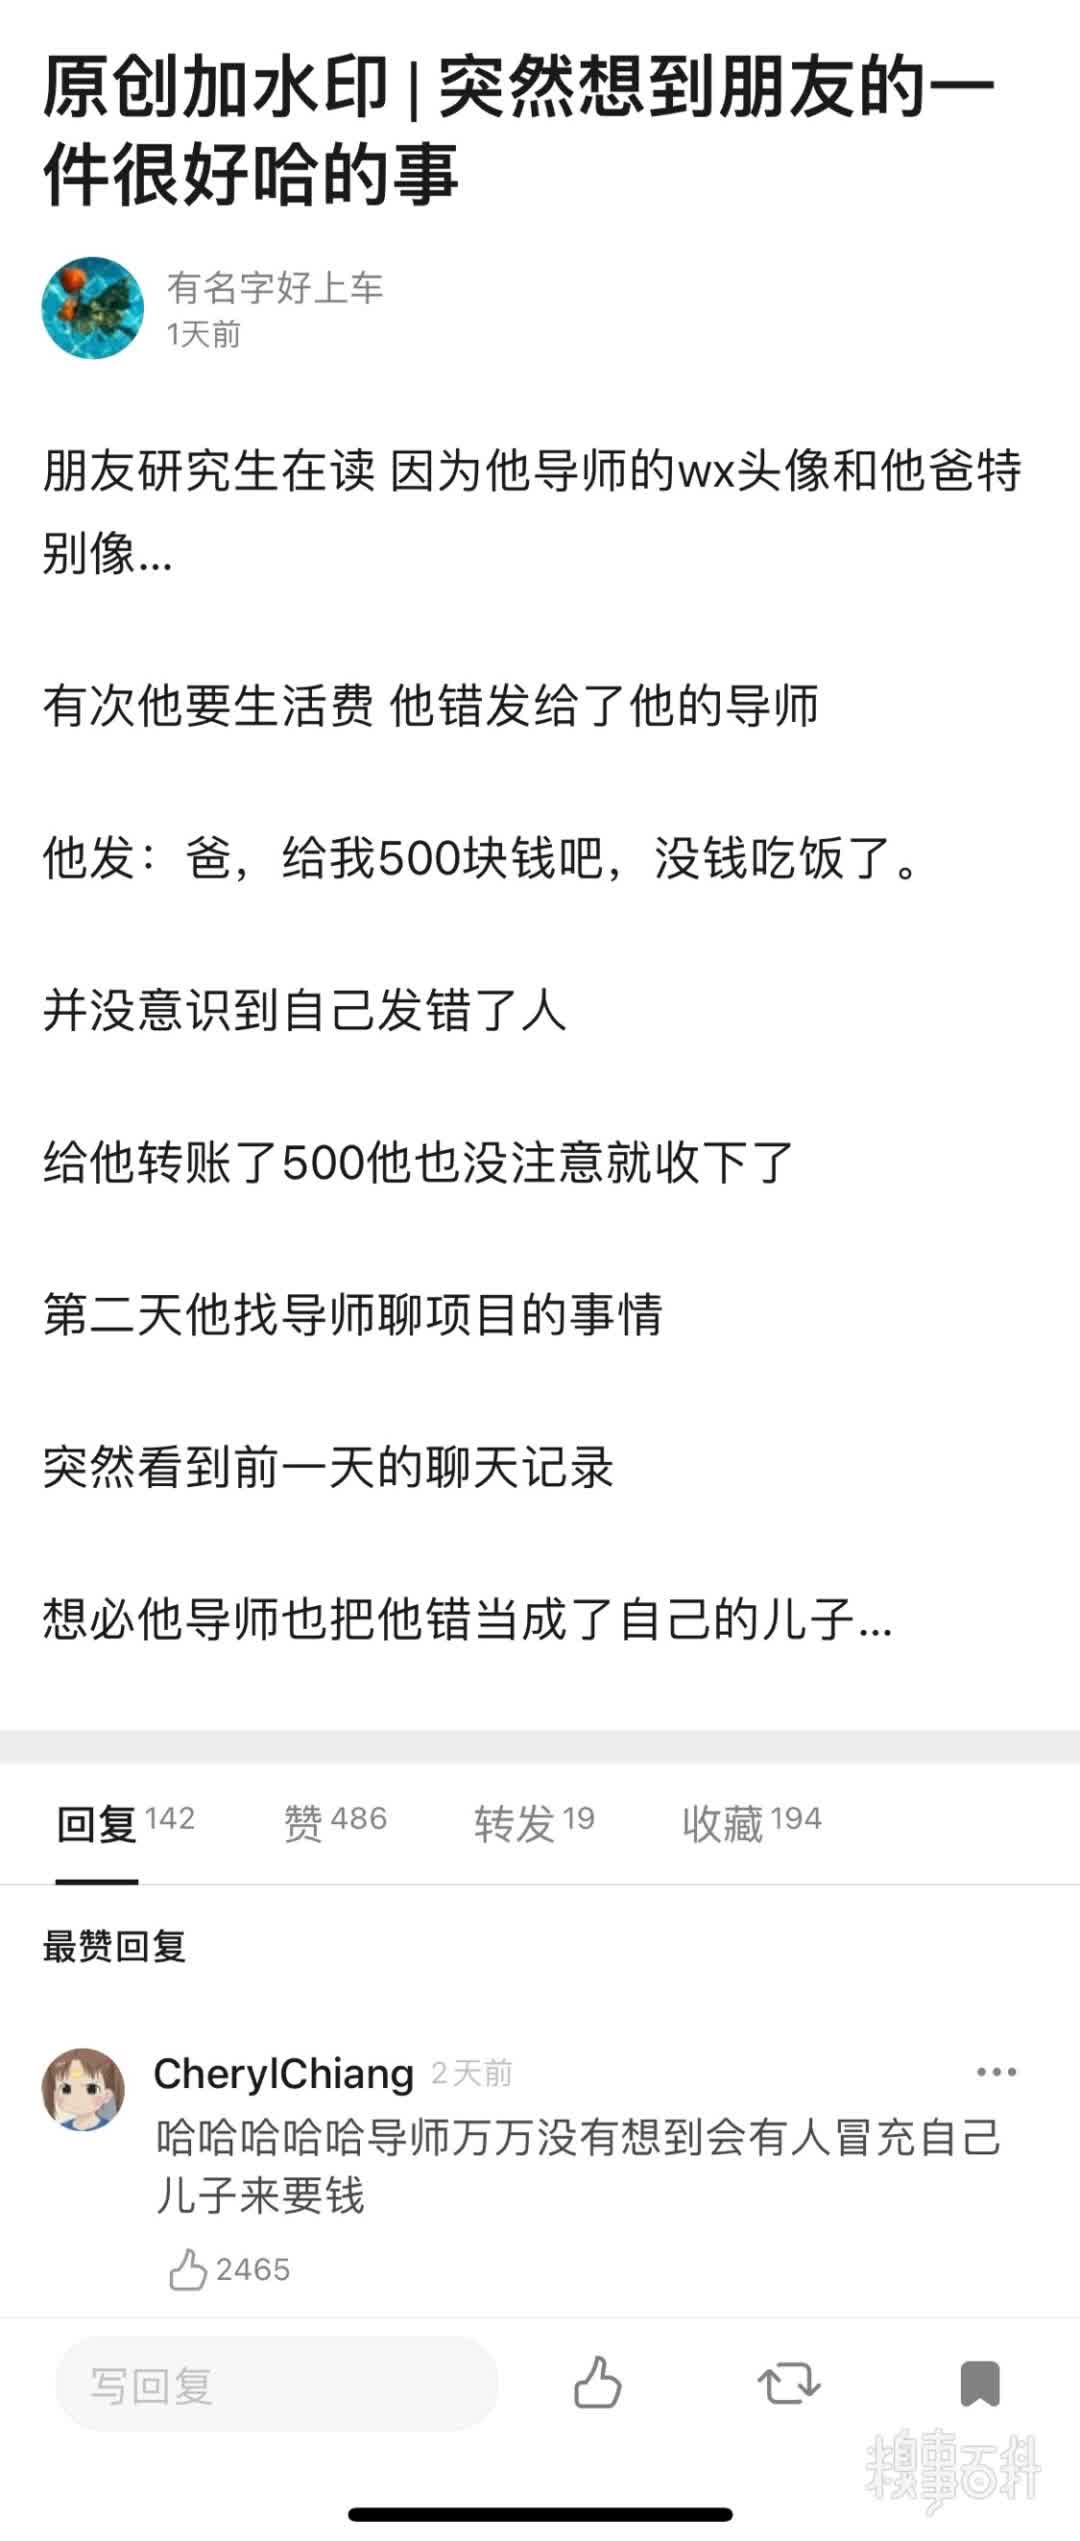 原创加水印 | 突然想到朋友的一
件很好哈的事
有名字好上车
1天前
朋友研究生在读 因为他导师的wx头像和他爸特
别像...
有次他要生活费 他错发给了他的导师
他发：爸，给我500块钱吧，没钱吃饭了。
并没意识到自己发错了人
给他转账了500他也没注意就收下了
第二天他找导师聊项目的事情
突然看到前一天的聊天记录
想必他导师也把他错当成了自己的儿子...
回复 142 赞 486 转发 19 收藏 194
最赞回复
CherylChiang 2天前
哈哈哈哈哈导师万万没有想到会有人冒充自己
儿子来要钱
2465
写回复
糗事百科